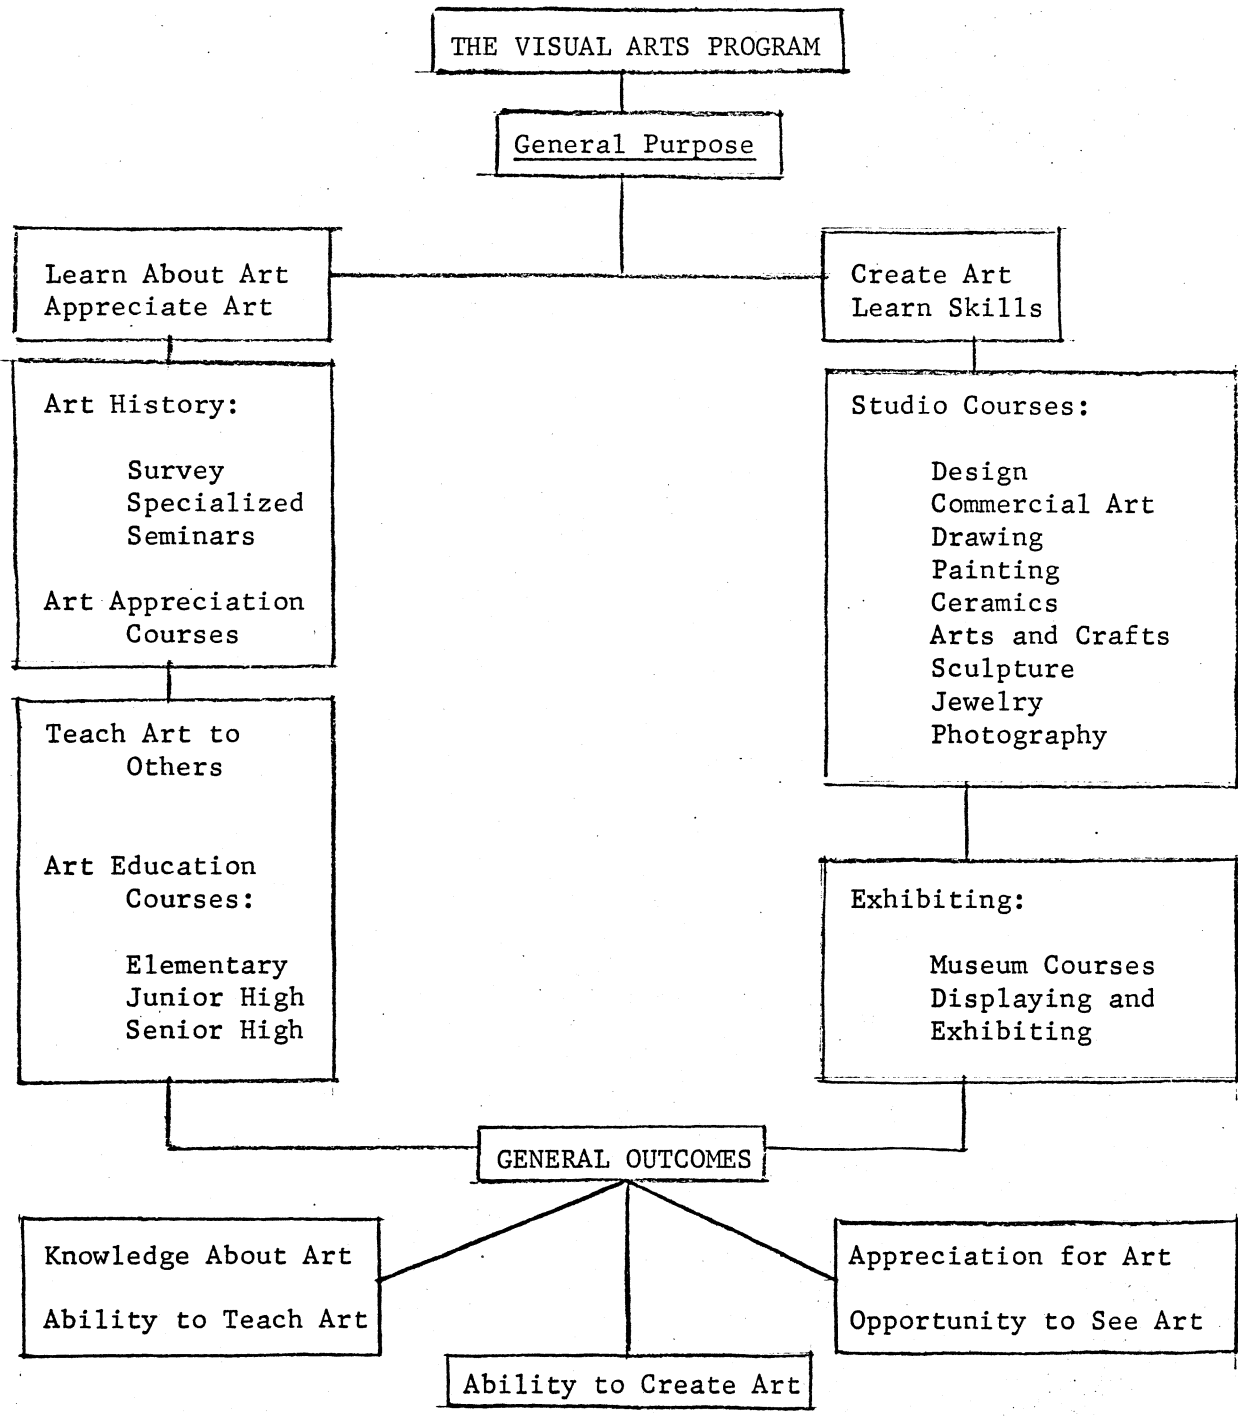 THE VISUAL ARTS PROGRAM
General Purpose
Learn About Art
Appreciate Art
Art History:
Survey
Specialized
Seminars
Art Appreciation
Courses
Teach Art to
Others
Art Education
Courses:
Elementary
Junior High
Senior High
Create Art
Learn Skills
Studio Courses:
Design
Commercial Art
Drawing
Painting
Ceramics
Arts and Crafts
Sculpture
Jewelry
Photography
Exhibiting:
Museum Courses
Displaying and
Exhibiting
GENERAL OUTCOMES
Knowledge About Art
Ability to Teach Art
Ability to Create Art
Appreciation for Art
Opportunity to See Art